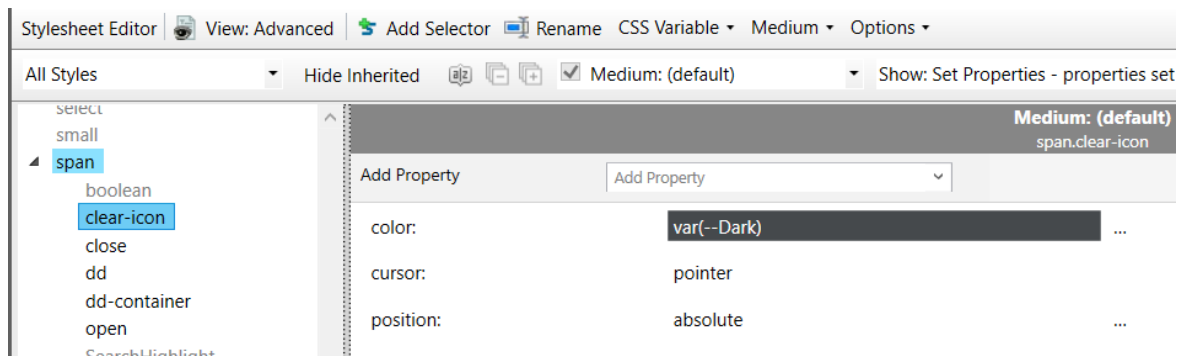 Stylesheet Editor View: Advanced Add Selector Rename CSS Variable Medium Options
All Styles Hide Inherited Medium: (default) Show: Set Properties - properties set
select
small
span
boolean
clear-icon
close
dd
dd-container
open
SearchHighlight
Medium: (default)
span.clear-icon
Add Property Add Property
color: var(--Dark) ...
cursor: pointer
position: absolute ...